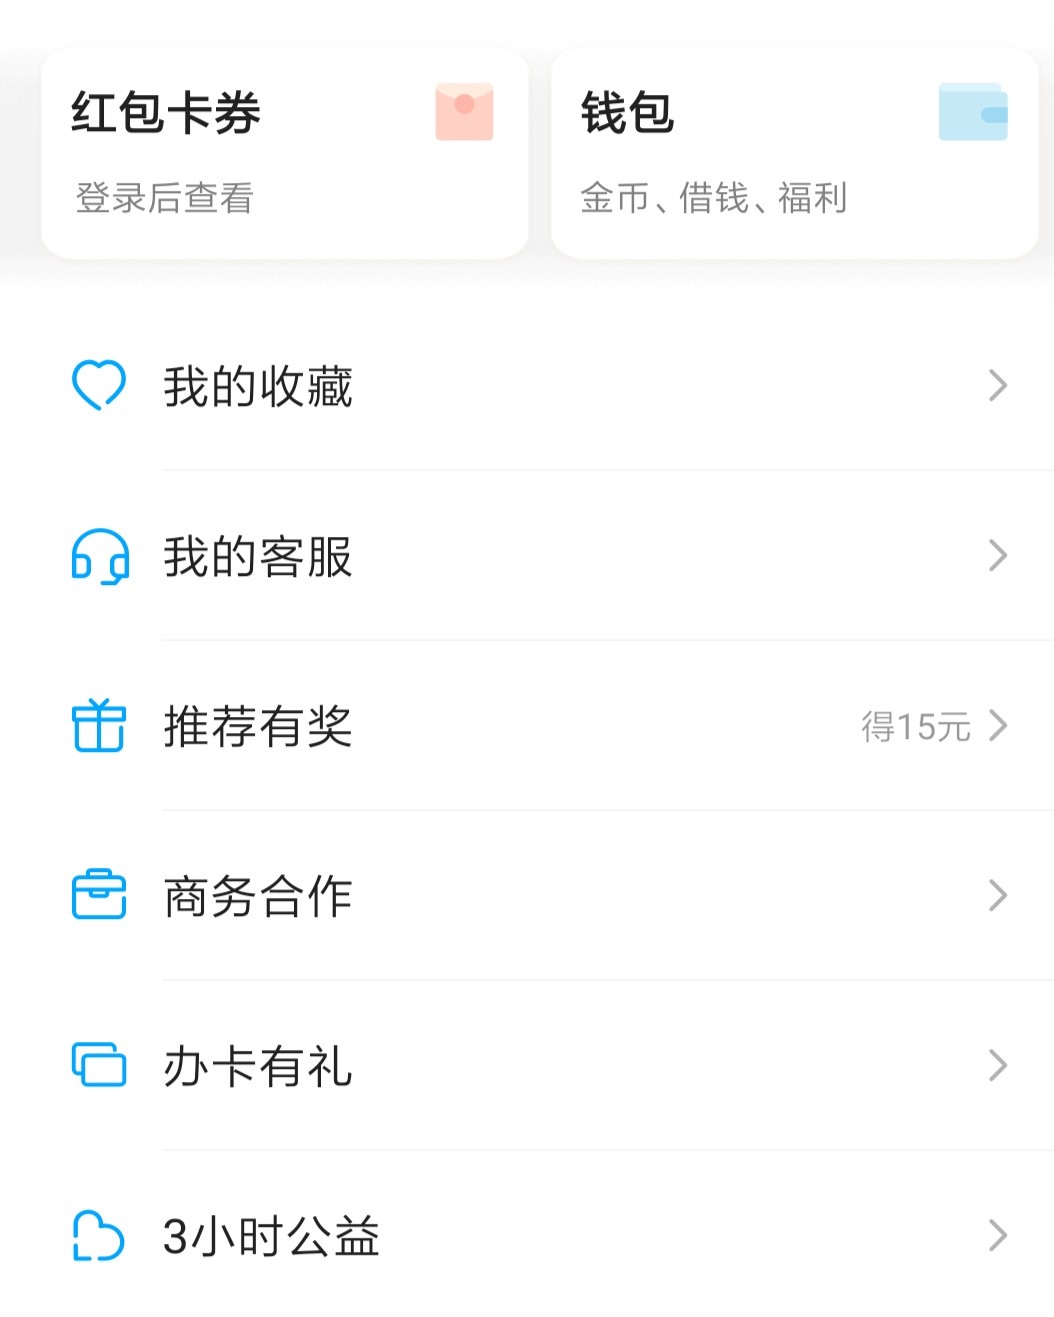 红包卡券
登录后查看
钱包
金币、借钱、福利
我的收藏
我的客服
推荐有奖 得15元
商务合作
办卡有礼
3小时公益